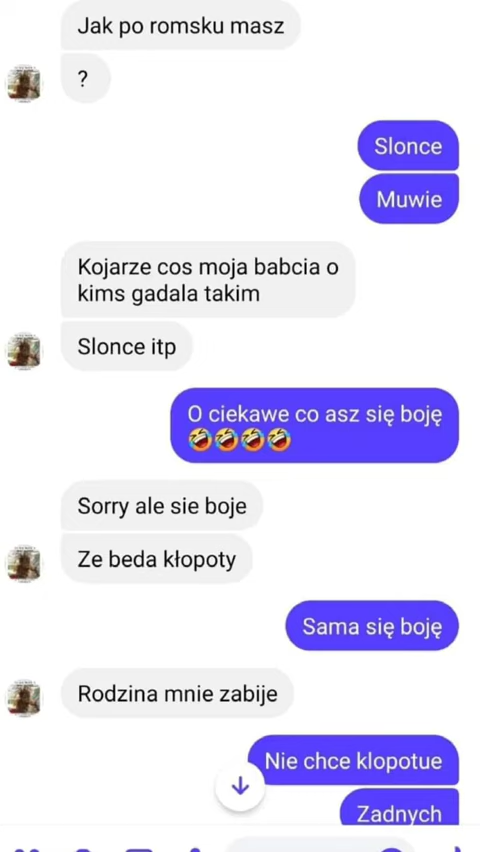 Jak po romsku masz
?
Slonce
Muwie
Kojarze cos moja babcia o
kims gadala takim
Slonce itp
O ciekawe co asz się boję
🤣🤣🤣🤣
Sorry ale sie boje
Ze beda kłopoty
Sama się boję
Rodzina mnie zabije
Nie chce klopotue
Zadnych